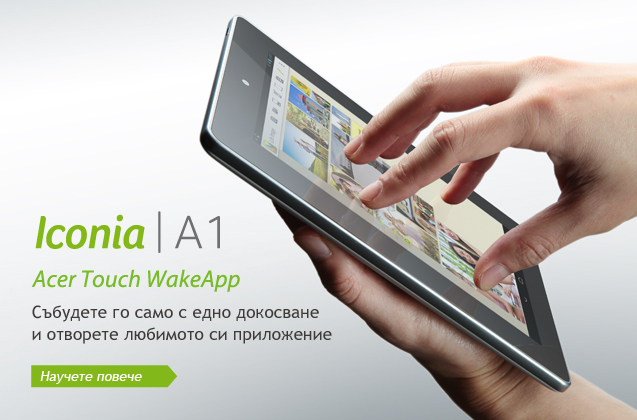 Iconia | A1
Acer Touch WakeApp
Събудете го само с едно докосване
и отворете любимото си приложение
Научете повече